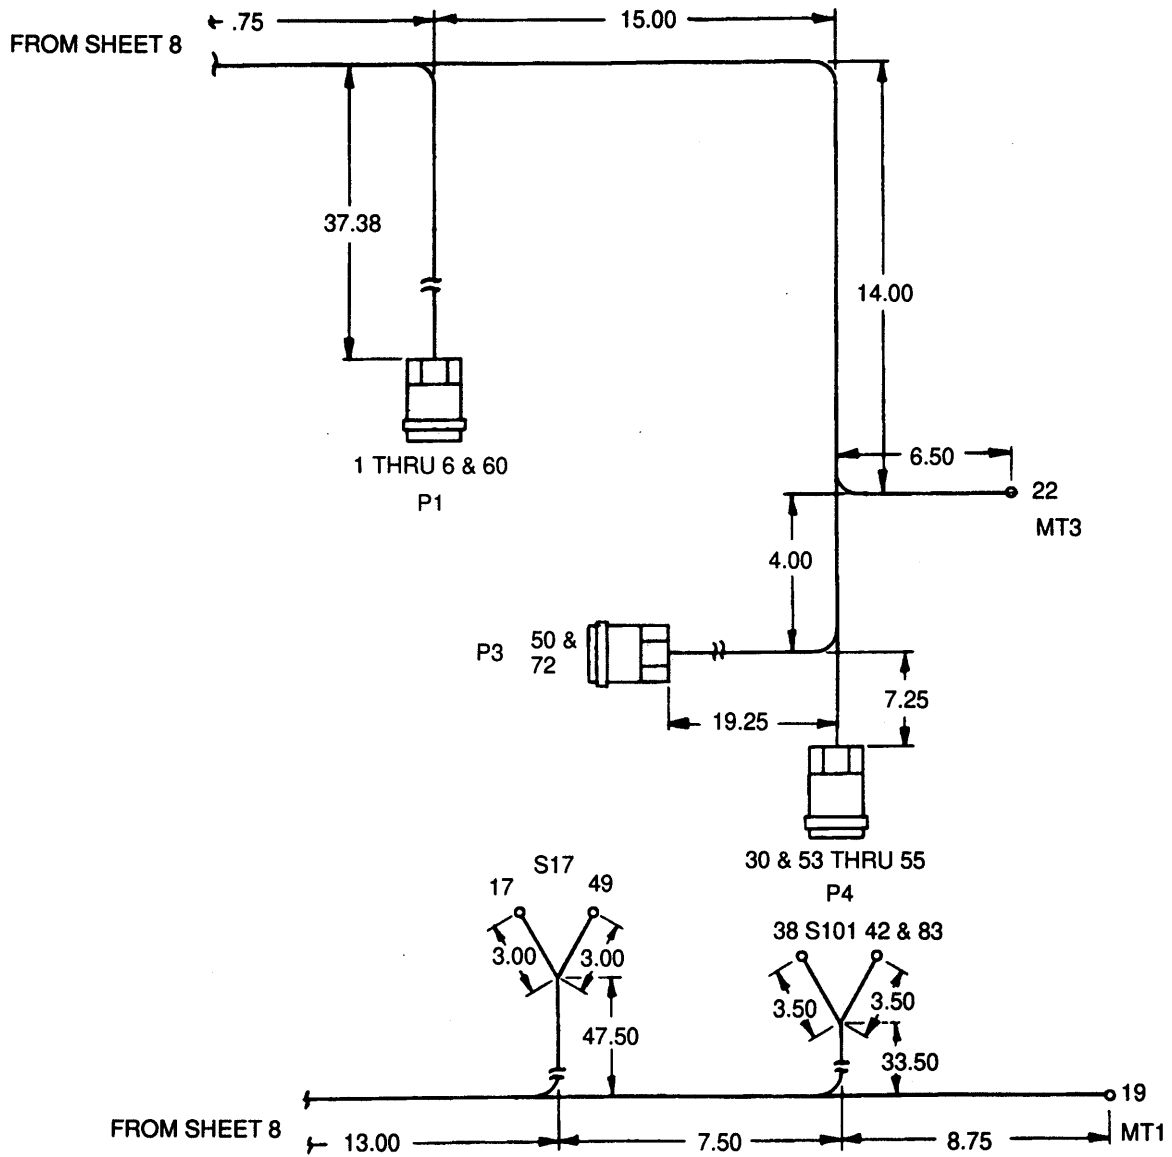 .75
15.00
FROM SHEET 8
37.38
14.00
1 THRU 6 & 60
P1
6.50
22
MT3
4.00
P3
50 &
72
7.25
19.25
30 & 53 THRU 55
P4
S17
17
49
3.00
3.00
47.50
38 S101 42 & 83
3.50
3.50
33.50
19
MT1
FROM SHEET 8
13.00
7.50
8.75